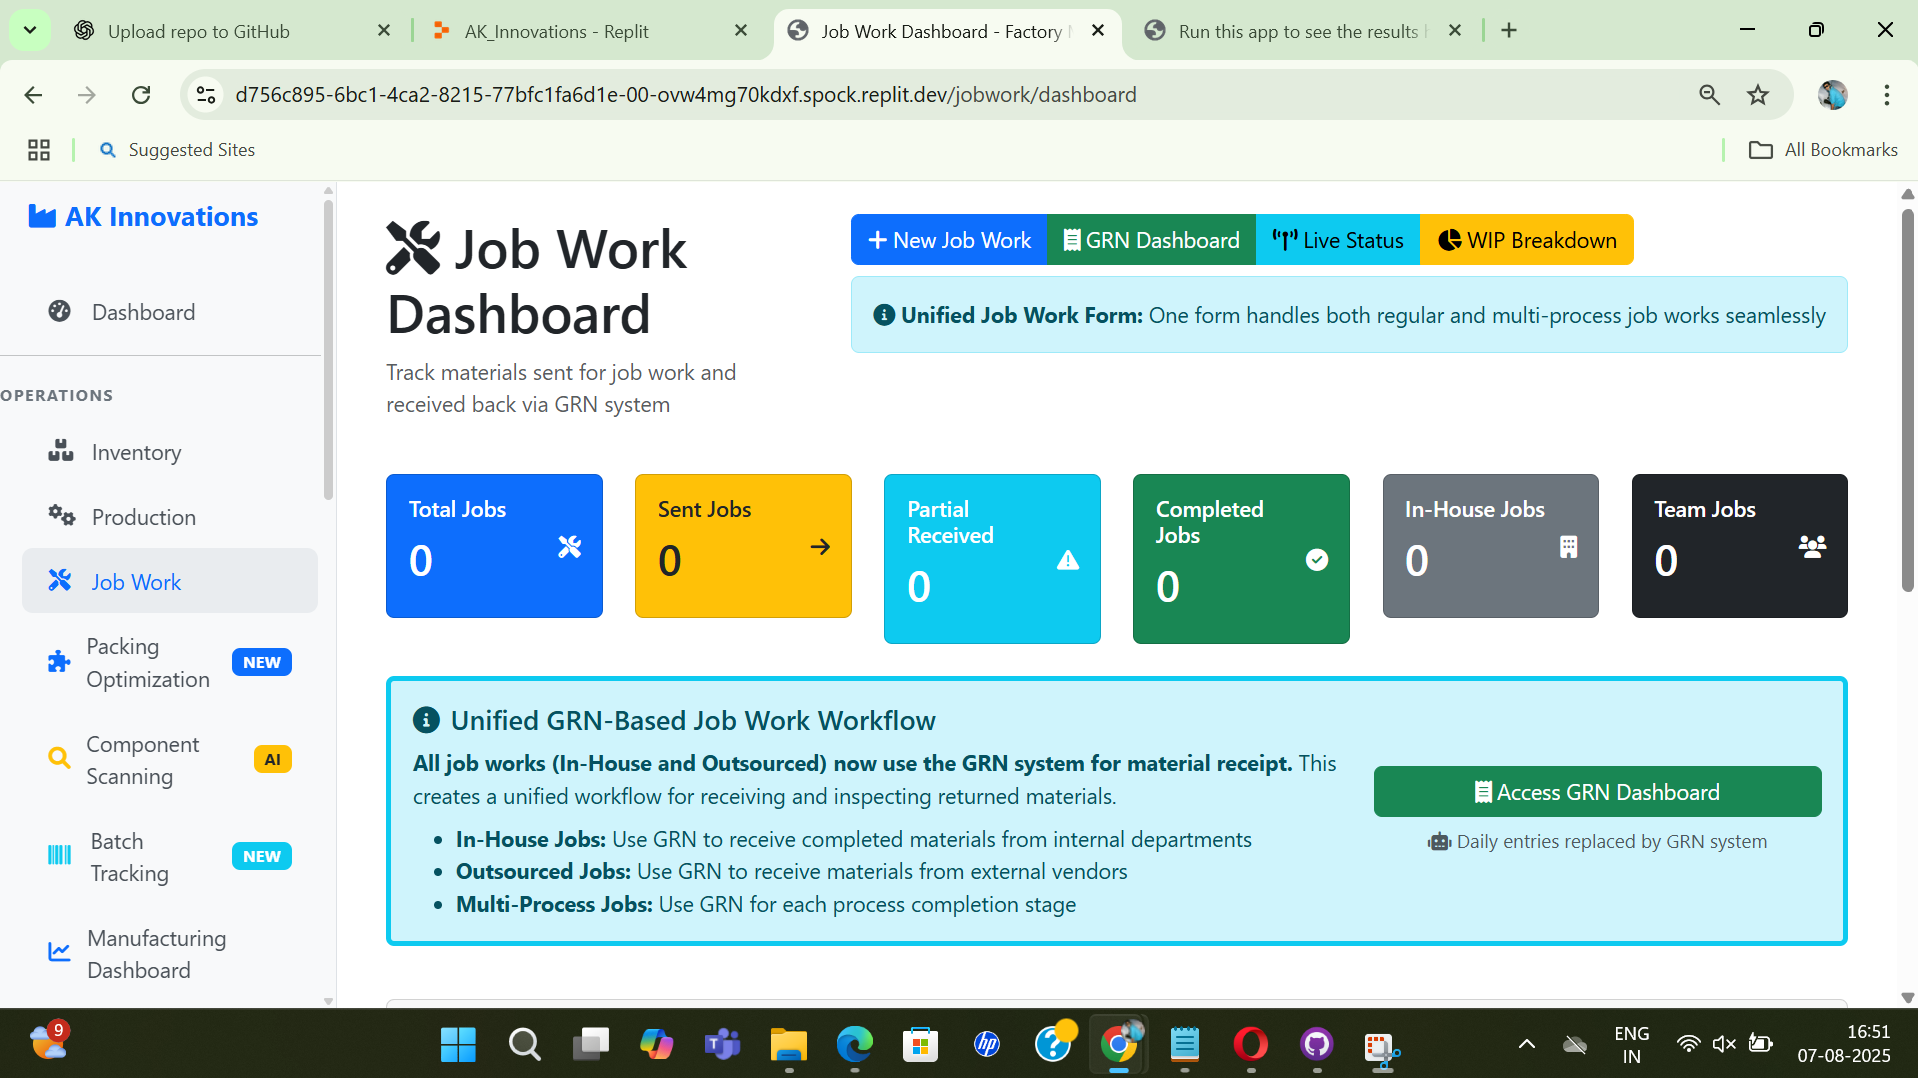 Upload repo to GitHub
AK_Innovations - Replit
Job Work Dashboard - Factory
Run this app to see the results
d756c895-6bc1-4ca2-8215-77bfc1fa6d1e-00-ovw4mg70kdxf.spock.replit.dev/jobwork/dashboard
Suggested Sites
All Bookmarks
AK Innovations
Dashboard
OPERATIONS
Inventory
Production
Job Work
Packing
Optimization
NEW
Component
Scanning
AI
Batch
Tracking
NEW
Manufacturing
Dashboard
Job Work
Dashboard
Track materials sent for job work and
received back via GRN system
New Job Work
GRN Dashboard
Live Status
WIP Breakdown
Unified Job Work Form: One form handles both regular and multi-process job works seamlessly
Total Jobs
0
Sent Jobs
0
Partial
Received
0
Completed
Jobs
0
In-House Jobs
0
Team Jobs
0
Unified GRN-Based Job Work Workflow
All job works (In-House and Outsourced) now use the GRN system for material receipt. This
creates a unified workflow for receiving and inspecting returned materials.
In-House Jobs: Use GRN to receive completed materials from internal departments
Outsourced Jobs: Use GRN to receive materials from external vendors
Multi-Process Jobs: Use GRN for each process completion stage
Access GRN Dashboard
Daily entries replaced by GRN system
9
hp
ENG
IN
16:51
07-08-2025